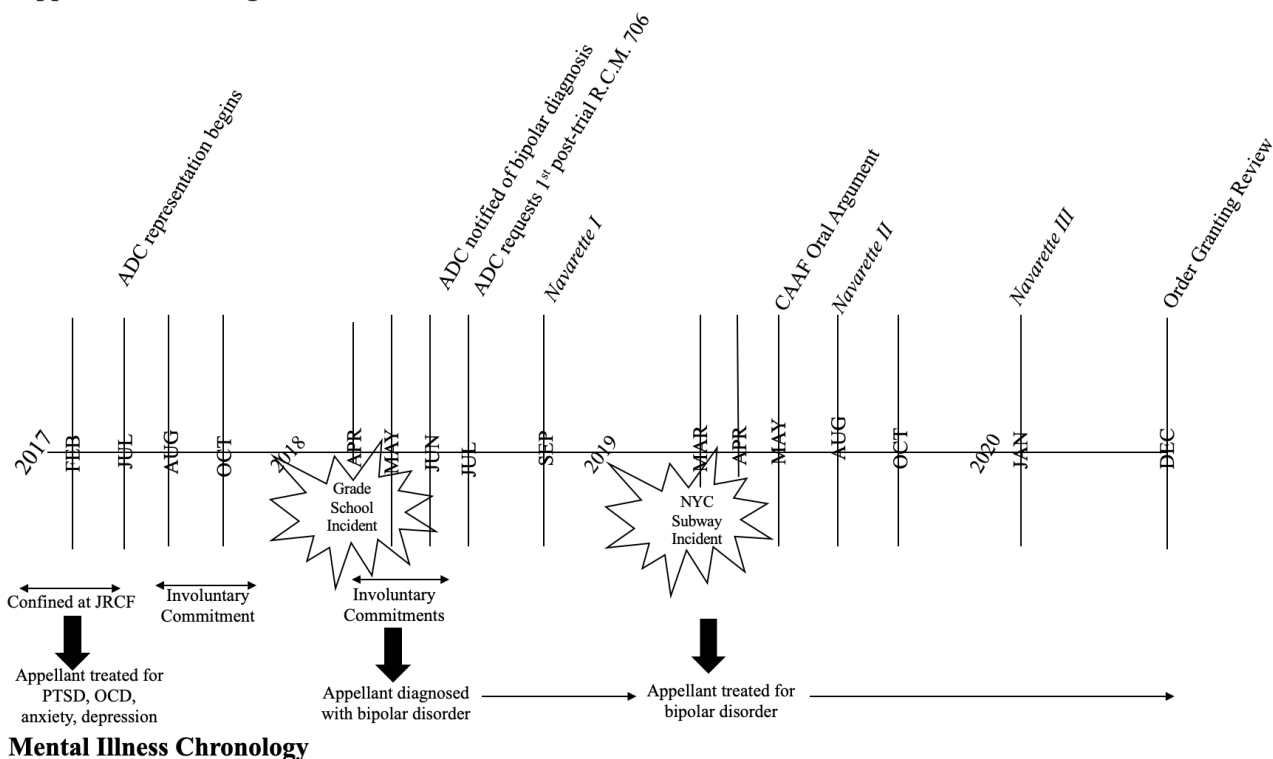 ADC representation begins
ADC notified of bipolar diagnosis
ADC requests 1st post-trial R.C.M. 706
Navarette I
CAAF Oral Argument
Navarette II
Navarette III
Order Granting Review
2017
FEB
JUL
AUG
OCT
2018
APR
MAY
JUN
JUL
SEP
2019
MAR
APR
MAY
AUG
OCT
2020
JAN
DEC
Grade
School
Incident
NYC
Subway
Incident
Confined at JRCF
Involuntary
Commitment
Involuntary
Commitments
Appellant treated for
PTSD, OCD,
anxiety, depression
Appellant diagnosed
with bipolar disorder
Appellant treated for
bipolar disorder
Mental Illness Chronology